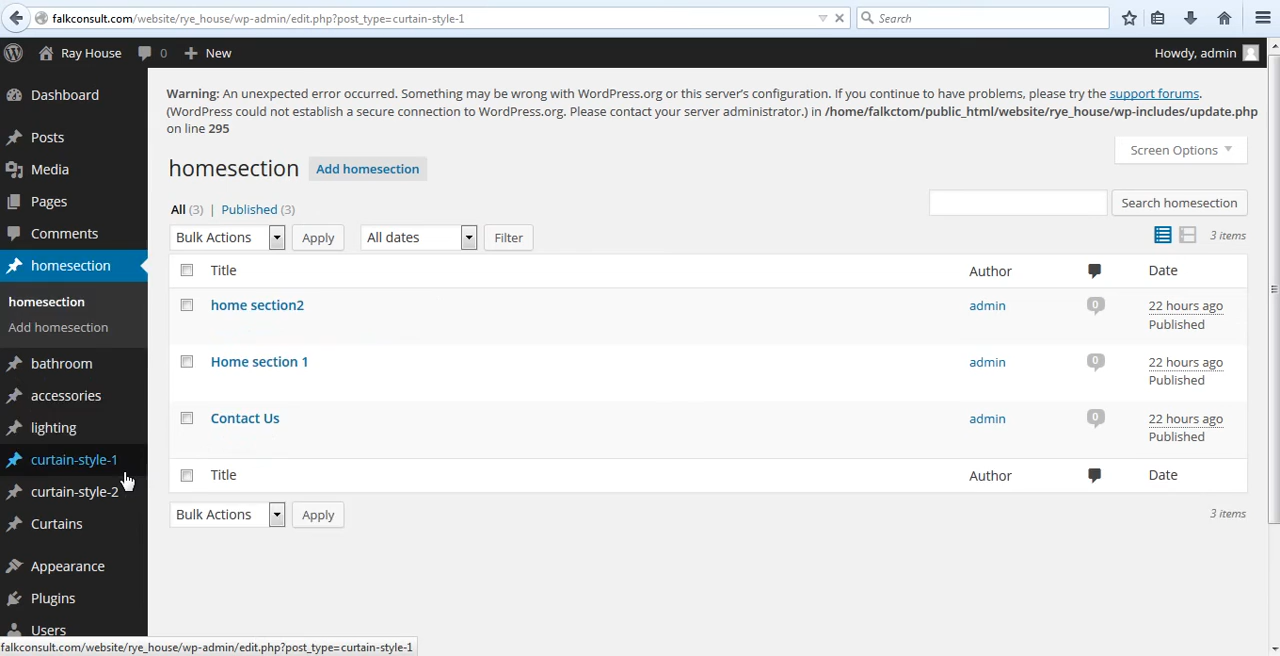 falkconsult.com/website/rye_house/wp-admin/edit.php?post_type=curtain-style-1
Search
Ray House
0
New
Howdy, admin
Dashboard
Posts
Media
Pages
Comments
homesection
homesection
Add homesection
bathroom
accessories
lighting
curtain-style-1
curtain-style-2
Curtains
Appearance
Plugins
Users
Warning: An unexpected error occurred. Something may be wrong with WordPress.org or this server's configuration. If you continue to have problems, please try the support forums.
(WordPress could not establish a secure connection to WordPress.org. Please contact your server administrator.) in /home/falkctom/public_html/website/rye_house/wp-includes/update.php
on line 295
Screen Options
homesection Add homesection
All (3) | Published (3)
Search homesection
Bulk Actions Apply All dates Filter
3 items
Title Author Date
home section2 admin 0 22 hours ago
Published
Home section 1 admin 0 22 hours ago
Published
Contact Us admin 0 22 hours ago
Published
Title Author Date
Bulk Actions Apply
3 items
falkconsult.com/website/rye_house/wp-admin/edit.php?post_type=curtain-style-1